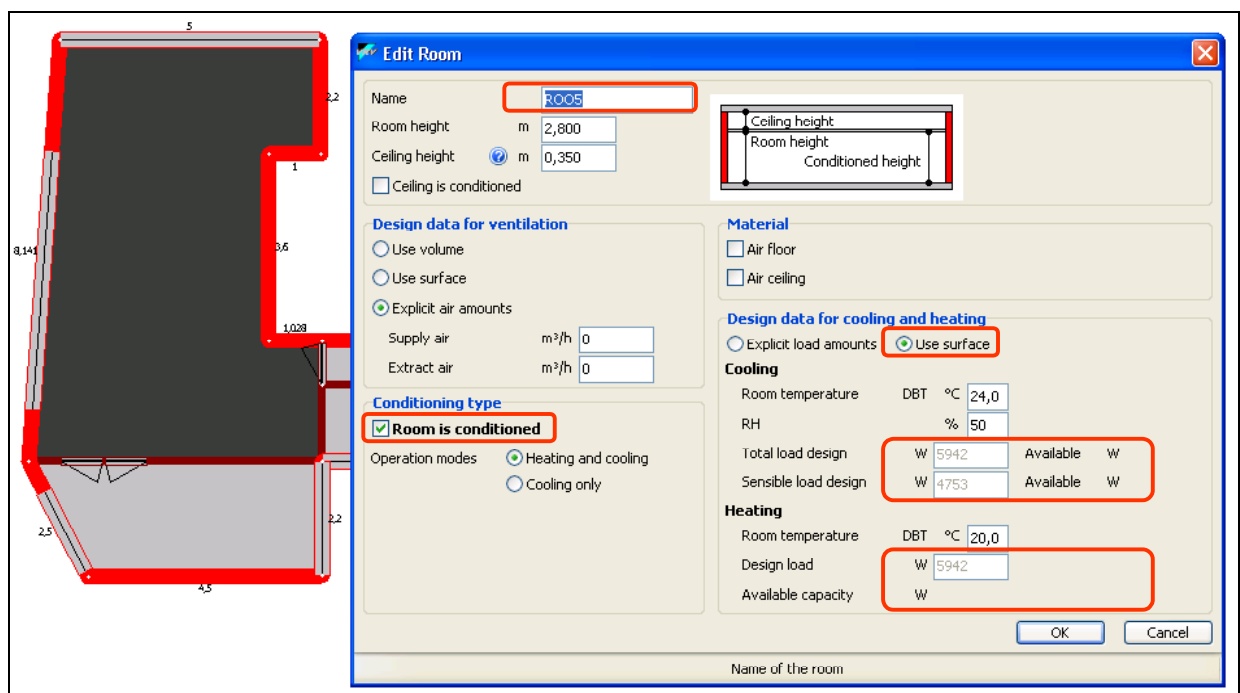 5
2,2
1
8,141
3,6
1,028
2,5
2,2
4,5
Edit Room
Name ROO5
Room height m 2,800
Ceiling height m 0,350
Ceiling is conditioned
Ceiling height
Room height
Conditioned height
Design data for ventilation
Use volume
Use surface
Explicit air amounts
Supply air m³/h 0
Extract air m³/h 0
Conditioning type
Room is conditioned
Operation modes Heating and cooling
Cooling only
Material
Air floor
Air ceiling
Design data for cooling and heating
Explicit load amounts Use surface
Cooling
Room temperature DBT °C 24,0
RH % 50
Total load design W 5942 Available W
Sensible load design W 4753 Available W
Heating
Room temperature DBT °C 20,0
Design load W 5942
Available capacity W
OK Cancel
Name of the room